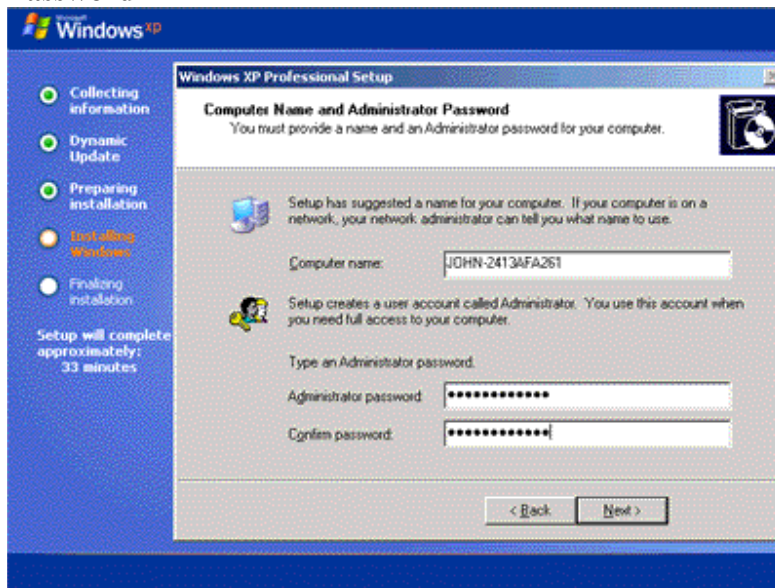 Microsoft
Windows xp
Collecting
information
Dynamic
Update
Preparing
installation
Installing
Windows
Finalizing
installation
Setup will complete
approximately:
33 minutes
Windows XP Professional Setup
Computer Name and Administrator Password
You must provide a name and an Administrator password for your computer.
Setup has suggested a name for your computer. If your computer is on a
network, your network administrator can tell you what name to use.
Computer name:
JOHN-2413AFA261
Setup creates a user account called Administrator. You use this account when
you need full access to your computer.
Type an Administrator password.
Administrator password:
••••••••••••
Confirm password:
••••••••••••
< Back
Next >